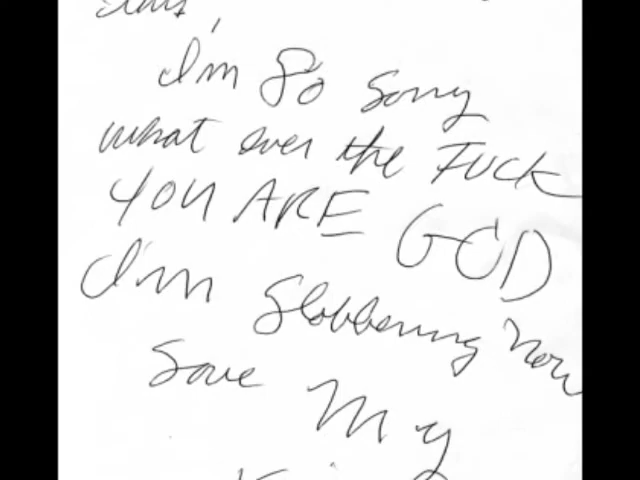 I'm So Sorry
what ever the Fuck
YOU ARE GOD
I'm Slobbering Now
Save My